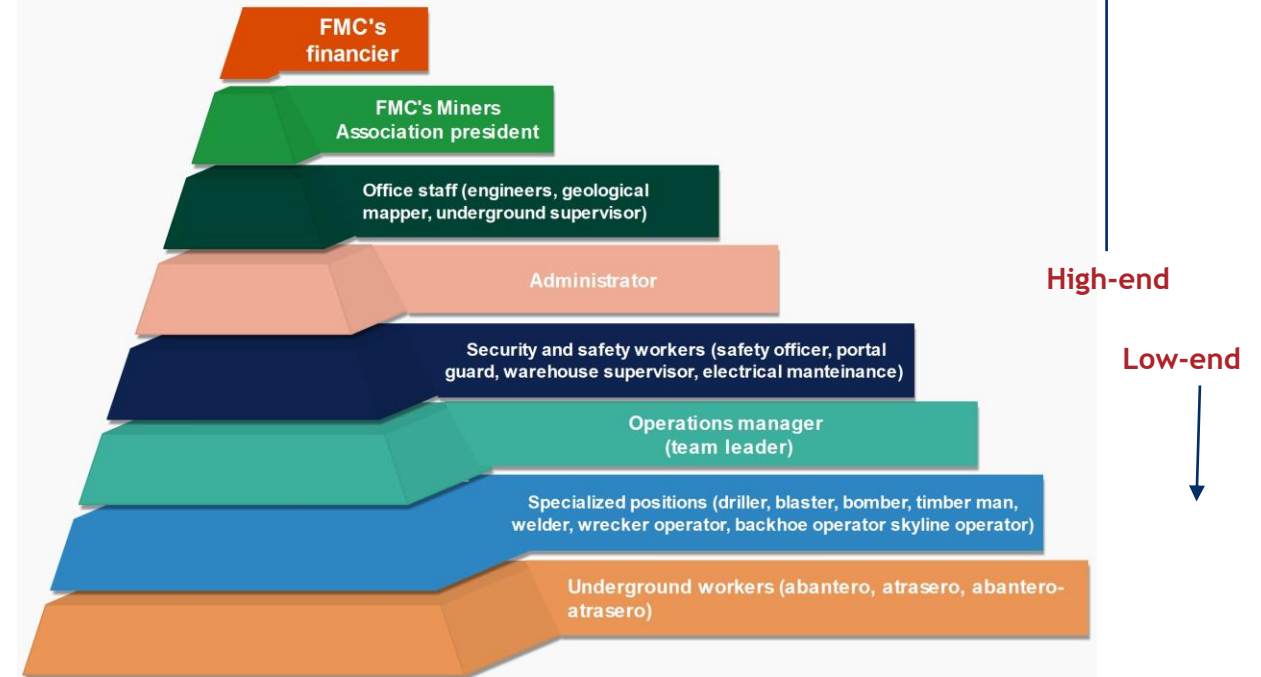 FMC's
financier
FMC's Miners
Association president
Office staff (engineers, geological
mapper, underground supervisor)
Administrator
High-end
Security and safety workers (safety officer, portal
guard, warehouse supervisor, electrical manteinance)
Low-end
Operations manager
(team leader)
Specialized positions (driller, blaster, bomber, timber man,
welder, wrecker operator, backhoe operator skyline operator)
Underground workers (abantero, atrasero, abantero-
atrasero)